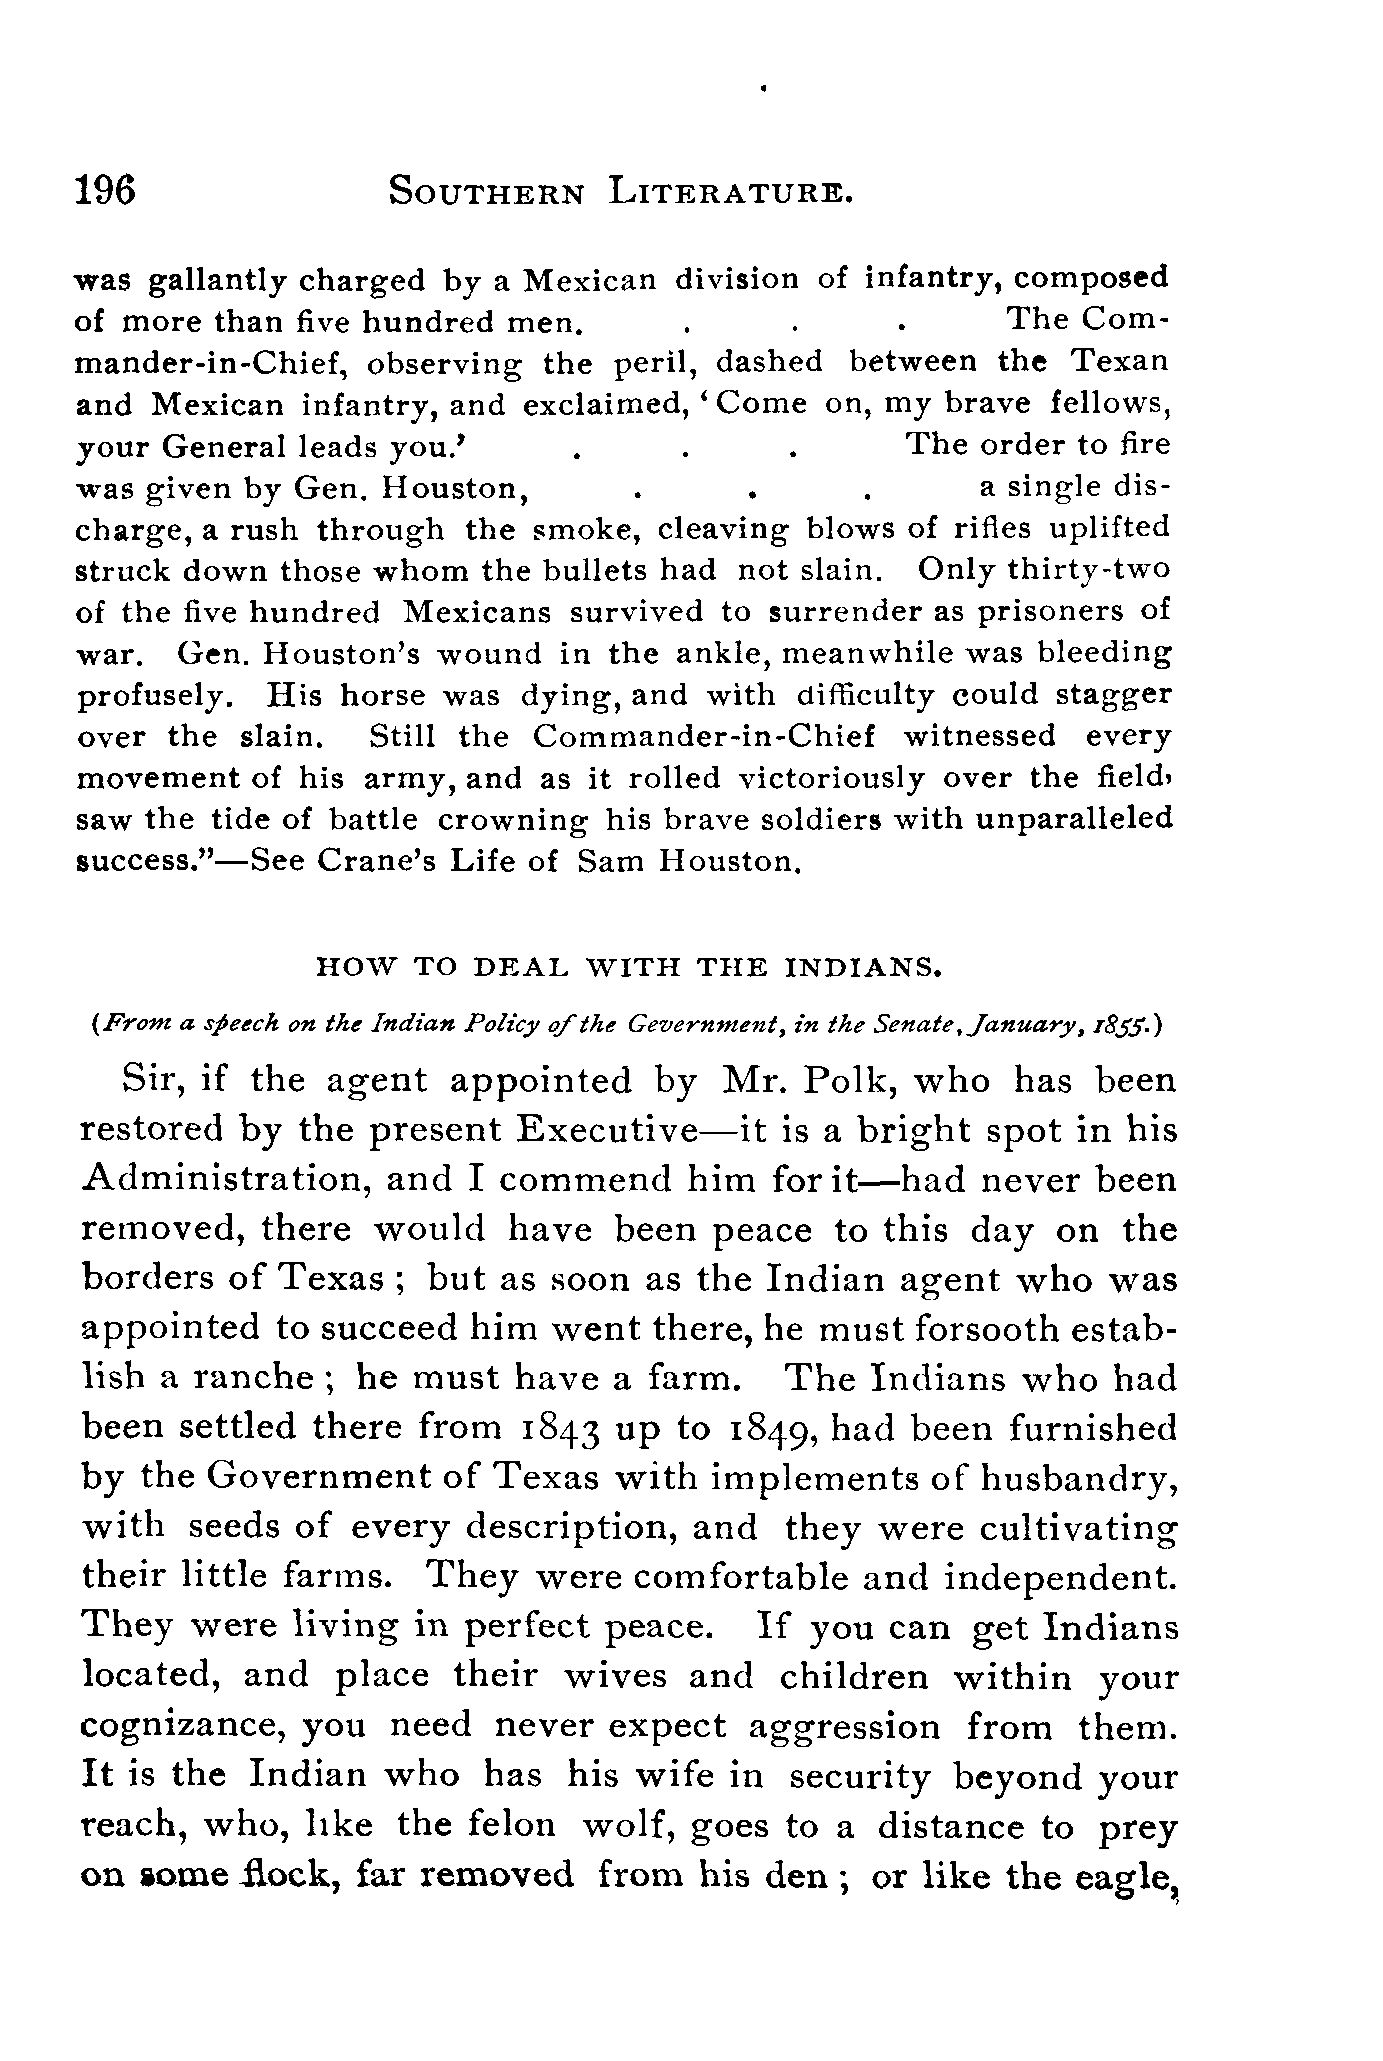 196 SOUTHERN LITERATURE.
was gallantly charged by a Mexican division of infantry, composed
of more than five hundred men. . . . The Com-
mander-in-Chief, observing the peril, dashed between the Texan
and Mexican infantry, and exclaimed, ‘Come on, my brave fellows,
your General leads you.’ . . . The order to fire
was given by Gen. Houston, . . . a single dis-
charge, a rush through the smoke, cleaving blows of rifles uplifted
struck down those whom the bullets had not slain. Only thirty-two
of the five hundred Mexicans survived to surrender as prisoners of
war. Gen. Houston’s wound in the ankle, meanwhile was bleeding
profusely. His horse was dying, and with difficulty could stagger
over the slain. Still the Commander-in-Chief witnessed every
movement of his army, and as it rolled victoriously over the field,
saw the tide of battle crowning his brave soldiers with unparalleled
success.”—See Crane’s Life of Sam Houston.
HOW TO DEAL WITH THE INDIANS.
(From a speech on the Indian Policy of the Gevernment, in the Senate, January, 1855.)
Sir, if the agent appointed by Mr. Polk, who has been
restored by the present Executive—it is a bright spot in his
Administration, and I commend him for it—had never been
removed, there would have been peace to this day on the
borders of Texas ; but as soon as the Indian agent who was
appointed to succeed him went there, he must forsooth estab-
lish a ranche ; he must have a farm. The Indians who had
been settled there from 1843 up to 1849, had been furnished
by the Government of Texas with implements of husbandry,
with seeds of every description, and they were cultivating
their little farms. They were comfortable and independent.
They were living in perfect peace. If you can get Indians
located, and place their wives and children within your
cognizance, you need never expect aggression from them.
It is the Indian who has his wife in security beyond your
reach, who, like the felon wolf, goes to a distance to prey
on some flock, far removed from his den ; or like the eagle,